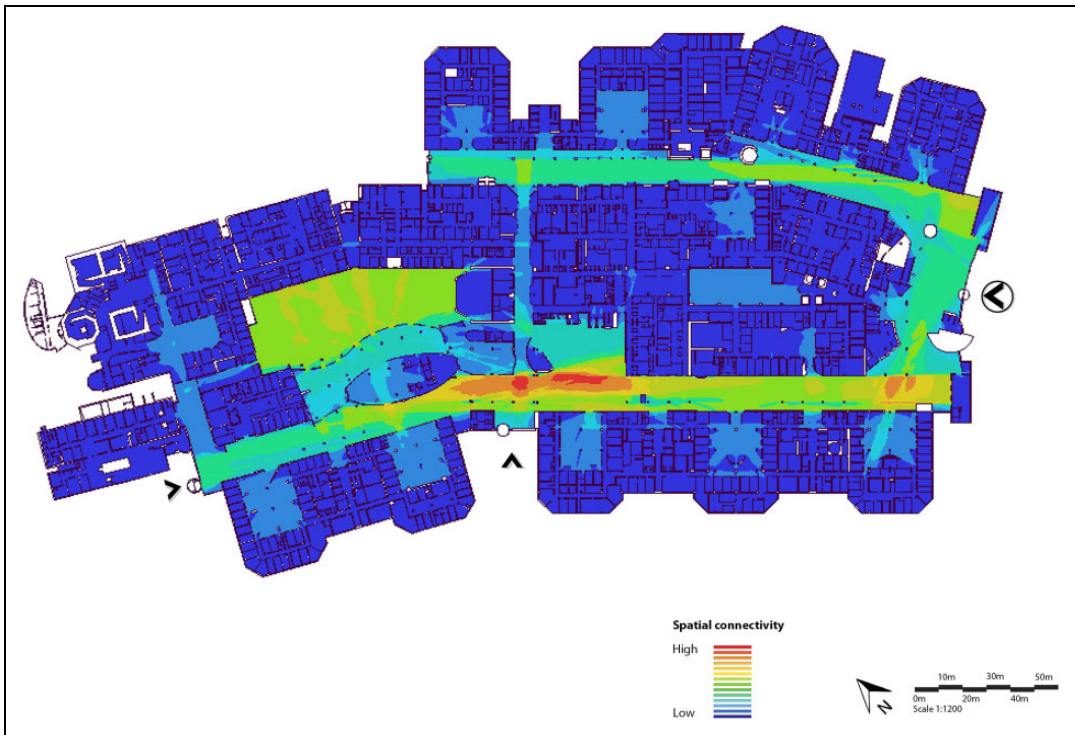 Spatial connectivity
High
Low
N
10m 30m 50m
0m 20m 40m
Scale 1:1200